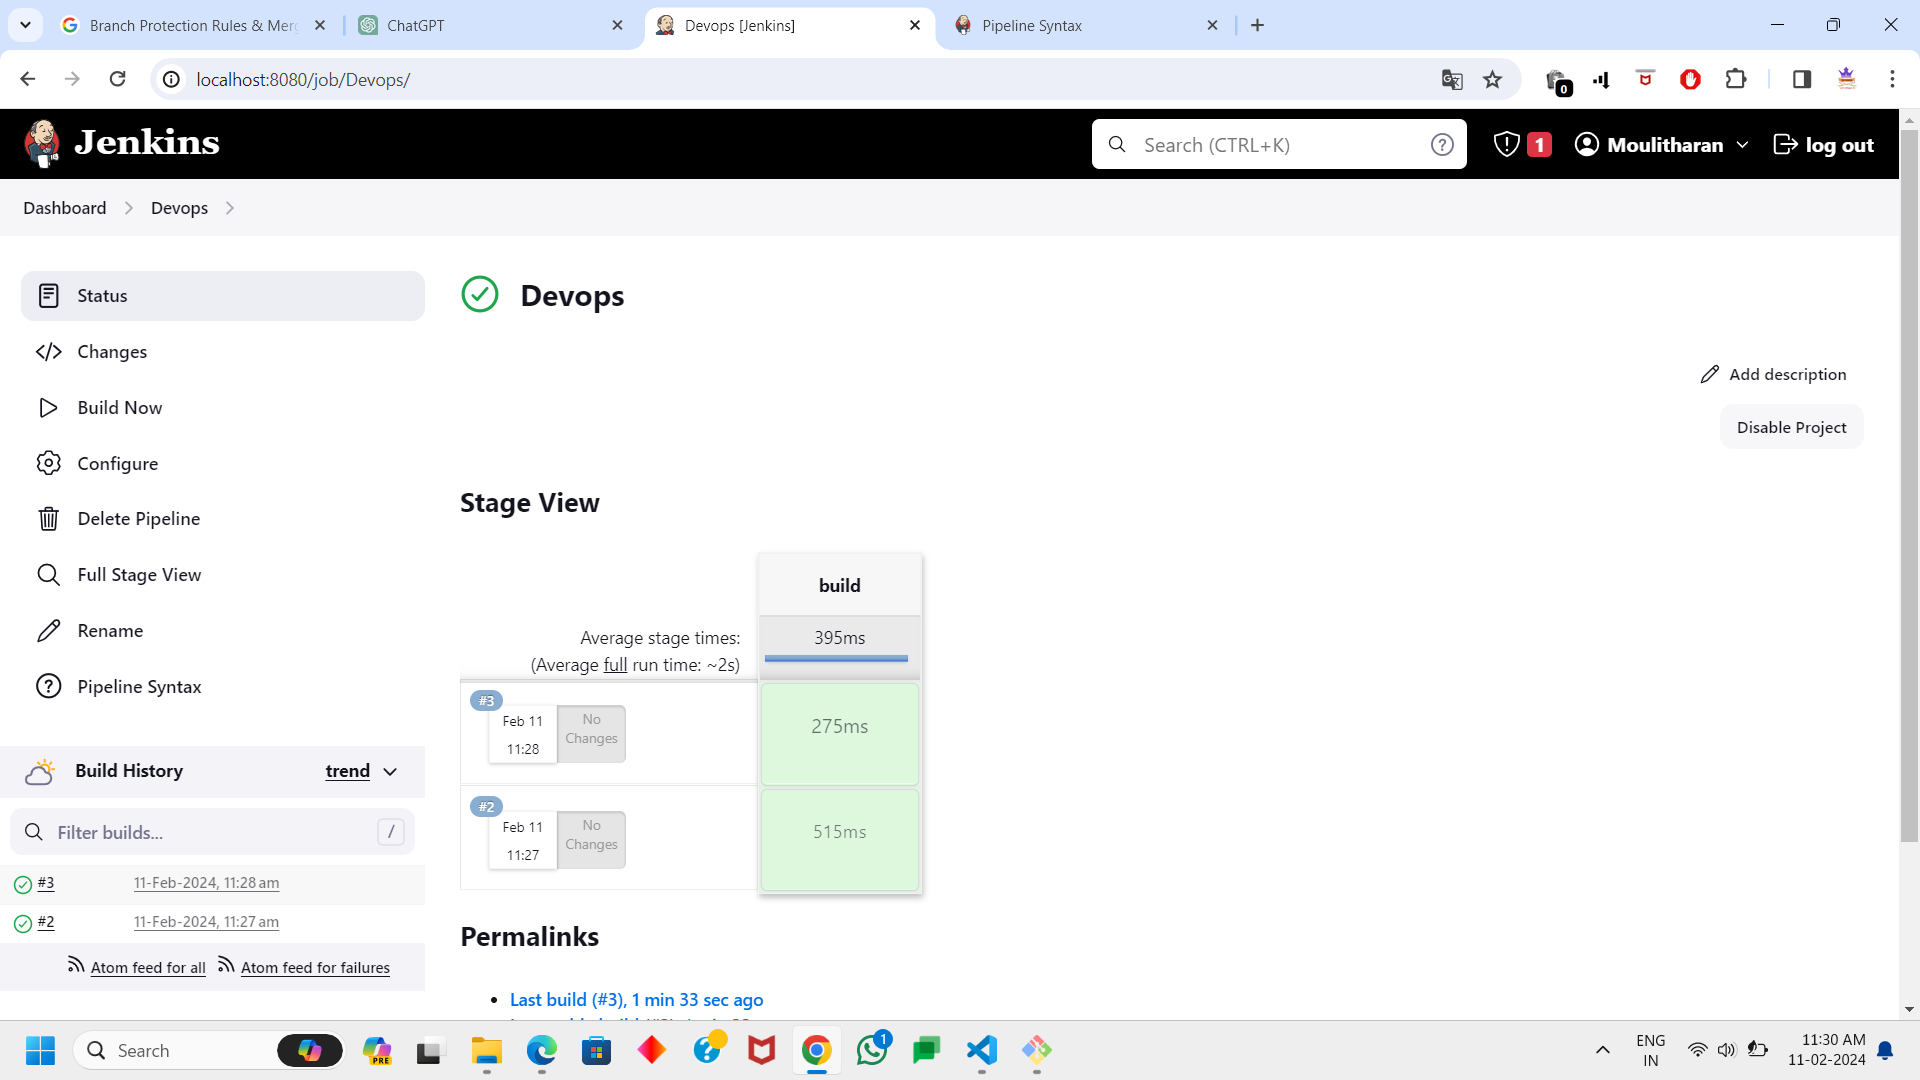 Branch Protection Rules & Mer
ChatGPT
Devops [Jenkins]
Pipeline Syntax
localhost:8080/job/Devops/
0
Jenkins
Search (CTRL+K)
1
Moulitharan
log out
Dashboard
Devops
Status
Changes
Build Now
Configure
Delete Pipeline
Full Stage View
Rename
Pipeline Syntax
Build History
trend
Filter builds...
/
#3
11-Feb-2024, 11:28 am
#2
11-Feb-2024, 11:27 am
Atom feed for all
Atom feed for failures
Devops
Add description
Disable Project
Stage View
build
Average stage times:
395ms
(Average full run time: ~2s)
#3
Feb 11
11:28
No
Changes
275ms
#2
Feb 11
11:27
No
Changes
515ms
Permalinks
Last build (#3), 1 min 33 sec ago
Search
PRE
1
ENG
IN
11:30 AM
11-02-2024